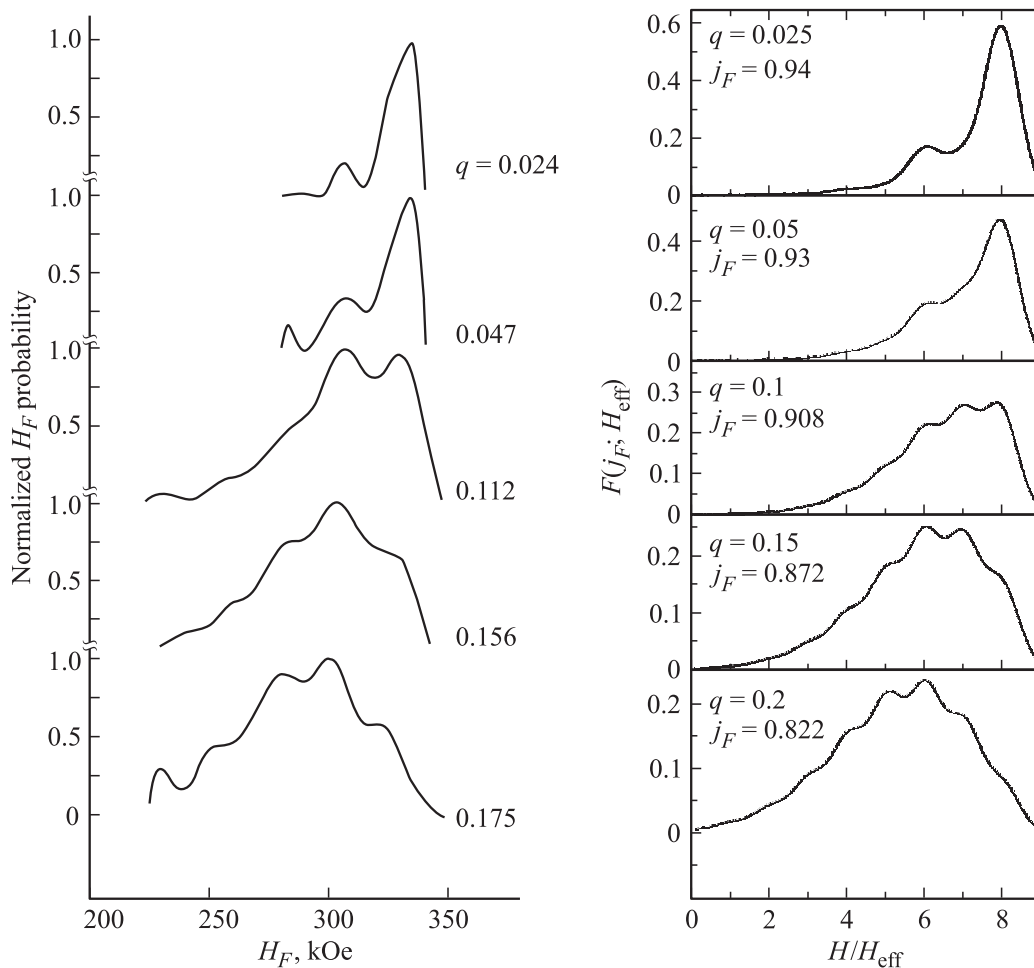 Normalized H_F probability
1.0
0.5
q = 0.024
1.0
0.5
0.047
1.0
0.5
0.112
1.0
0.5
0.156
1.0
0.5
0
0.175
200 250 300 350
H_F, kOe
F(j_F; H_eff)
0.6
0.4
0.2
0
q = 0.025
j_F = 0.94
0.4
0.2
0
q = 0.05
j_F = 0.93
0.3
0.2
0.1
0
q = 0.1
j_F = 0.908
0.2
0.1
0
q = 0.15
j_F = 0.872
0.2
0.1
0
q = 0.2
j_F = 0.822
0 2 4 6 8
H/H_eff